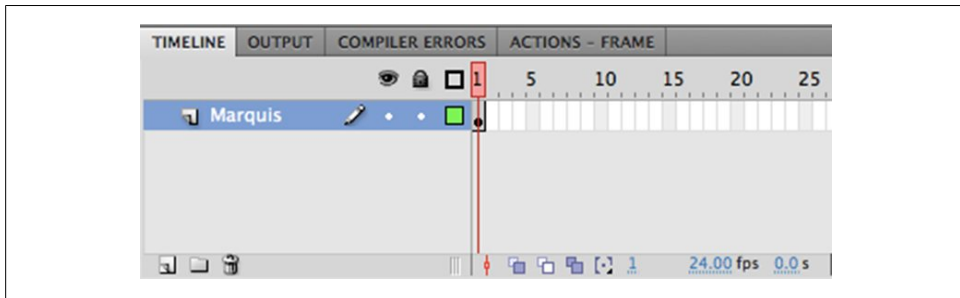 TIMELINE OUTPUT COMPILER ERRORS ACTIONS – FRAME
1 5 10 15 20 25
Marquis
1 24.00 fps 0.0 s